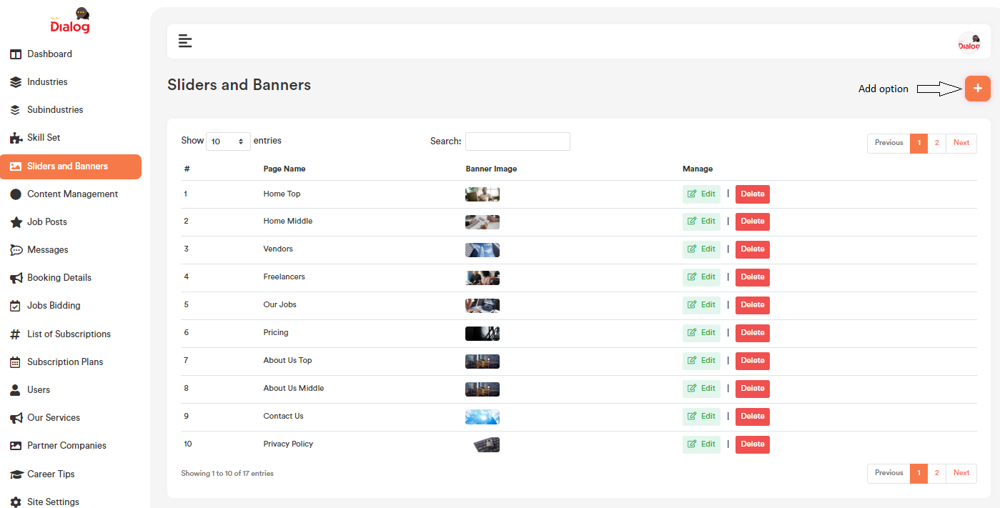 Dialog
Dashboard
Industries
Subindustries
Skill Set
Sliders and Banners
Content Management
Job Posts
Messages
Booking Details
Jobs Bidding
List of Subscriptions
Subscription Plans
Users
Our Services
Partner Companies
Career Tips
Site Settings
Dialog
Sliders and Banners
Add option
+
Show 10 entries Search: Previous 1 2 Next
# Page Name Banner Image Manage
1 Home Top Edit | Delete
2 Home Middle Edit | Delete
3 Vendors Edit | Delete
4 Freelancers Edit | Delete
5 Our Jobs Edit | Delete
6 Pricing Edit | Delete
7 About Us Top Edit | Delete
8 About Us Middle Edit | Delete
9 Contact Us Edit | Delete
10 Privacy Policy Edit | Delete
Showing 1 to 10 of 17 entries Previous 1 2 Next